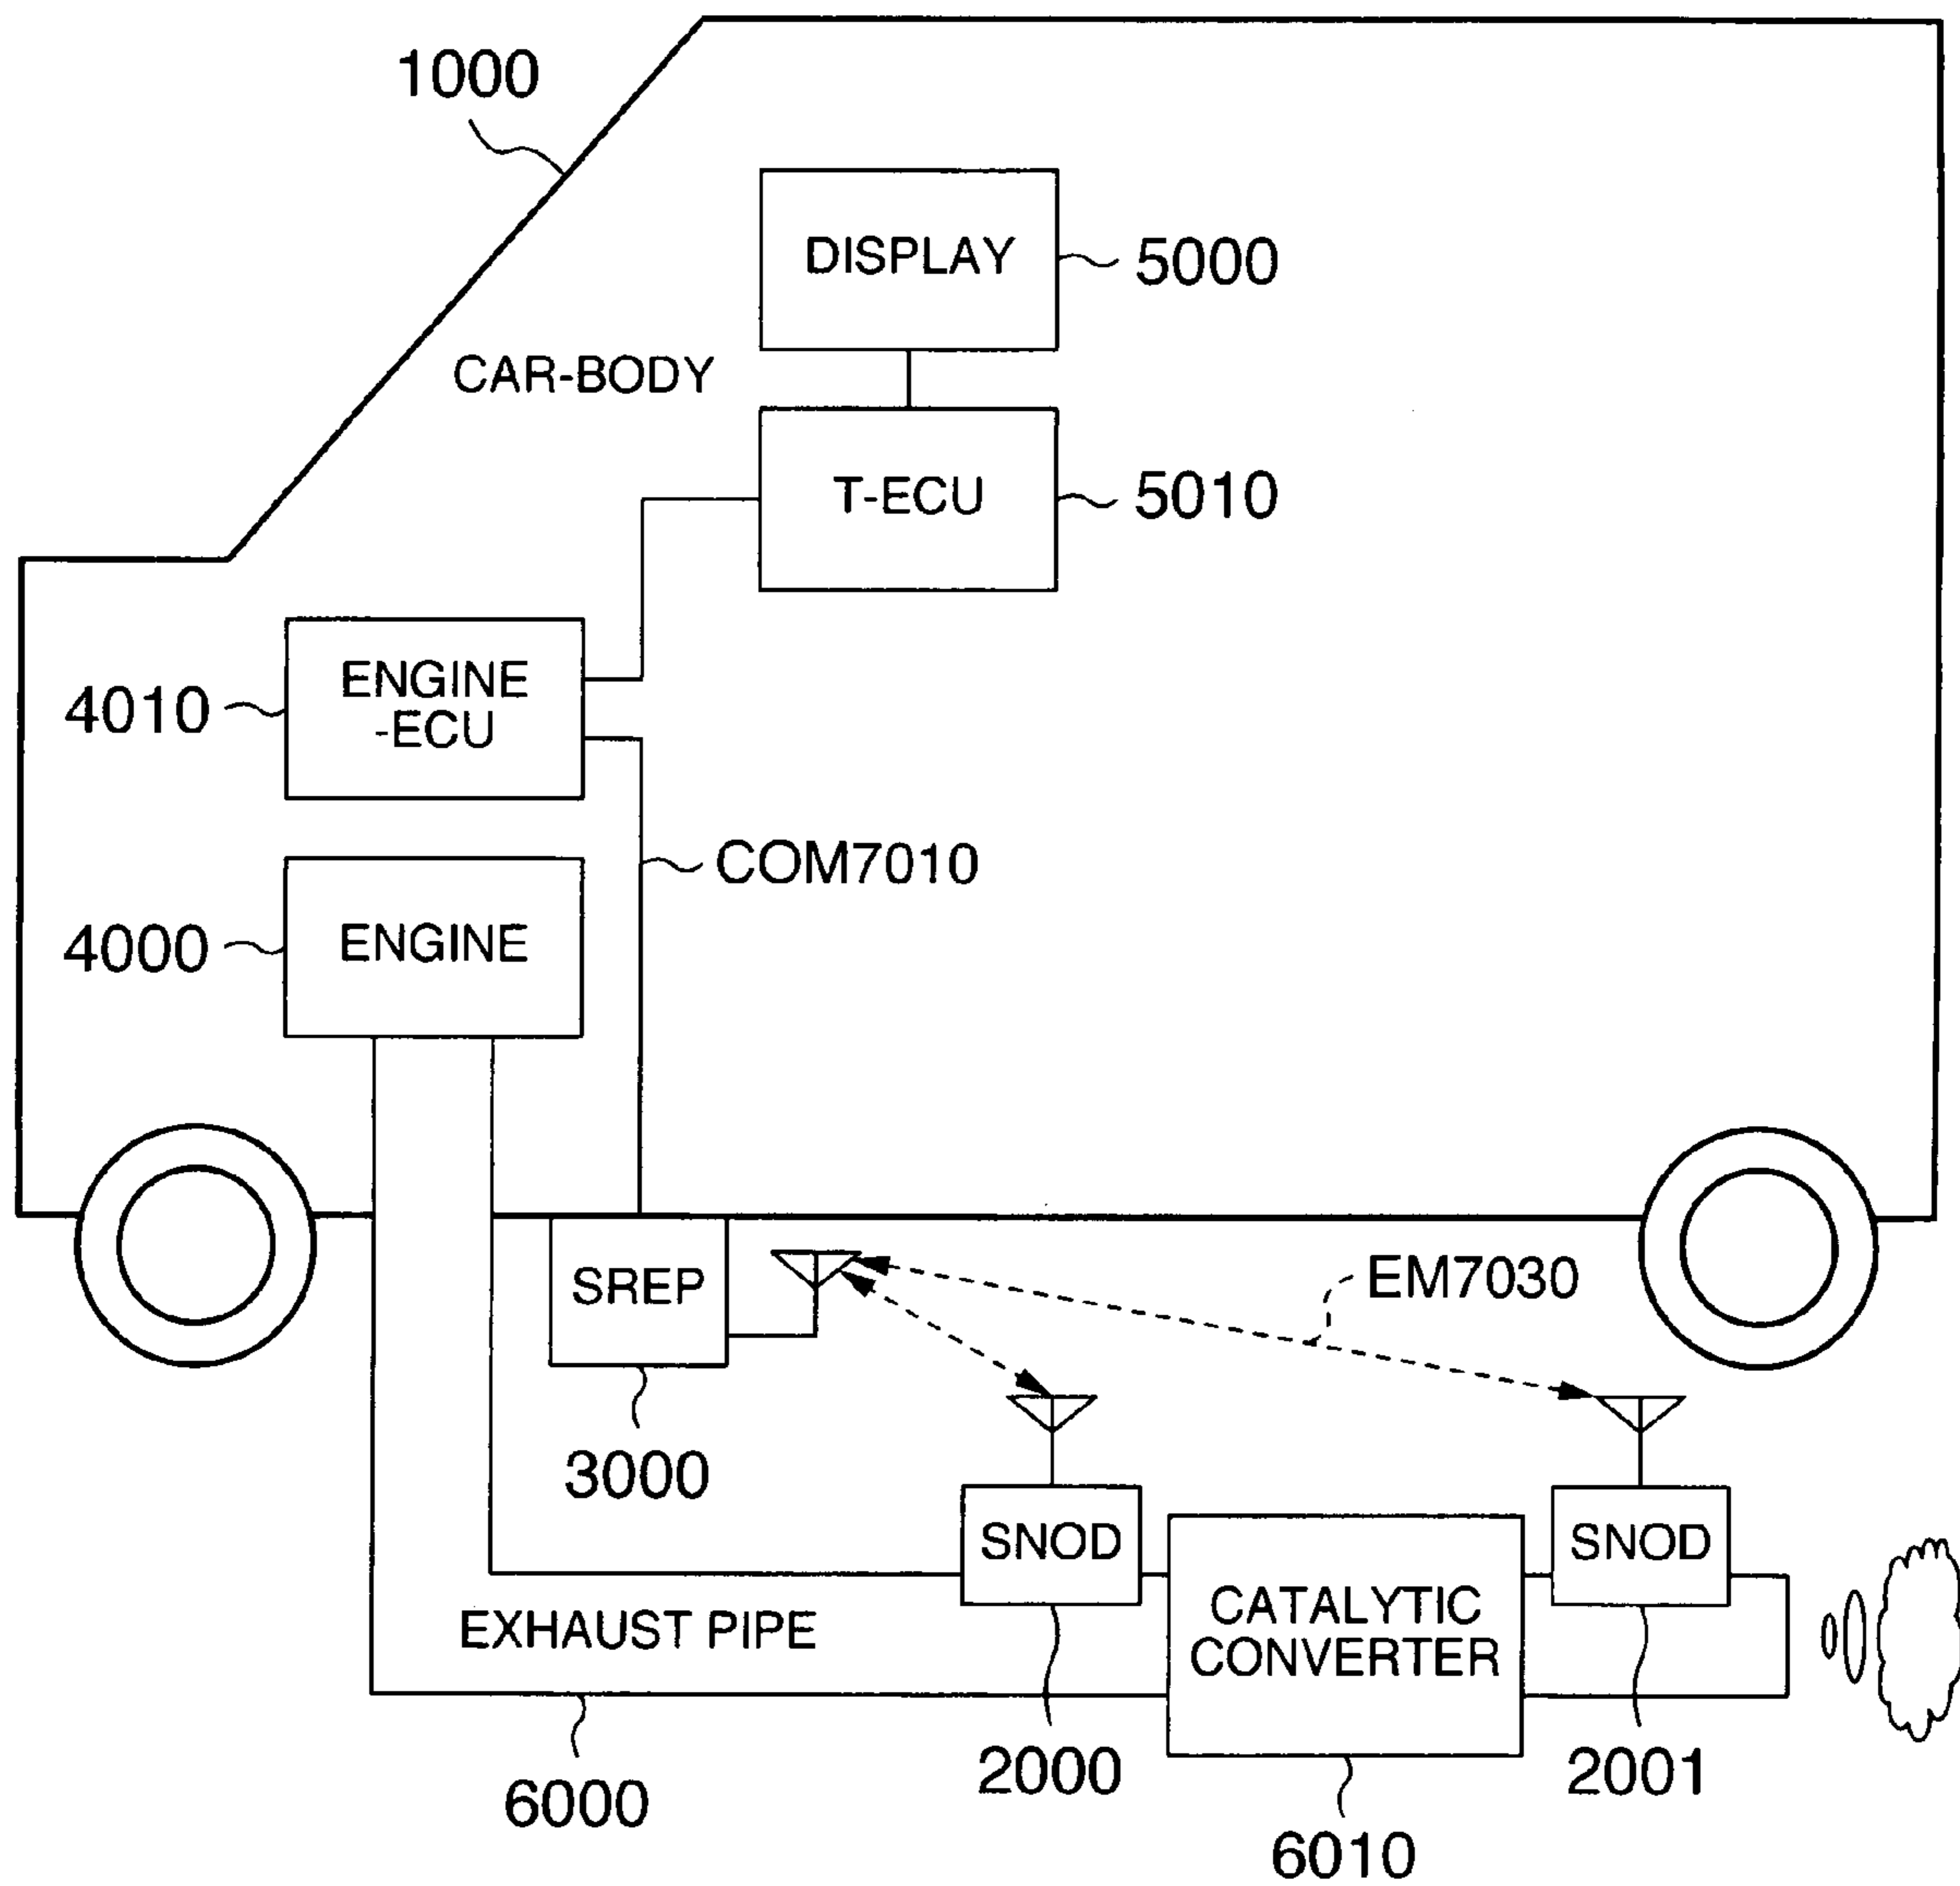 1000
DISPLAY
5000
CAR-BODY
T-ECU
5010
ENGINE
-ECU
4010
COM7010
ENGINE
4000
SREP
EM7030
3000
SNOD
SNOD
CATALYTIC
CONVERTER
EXHAUST PIPE
2000
2001
6000
6010